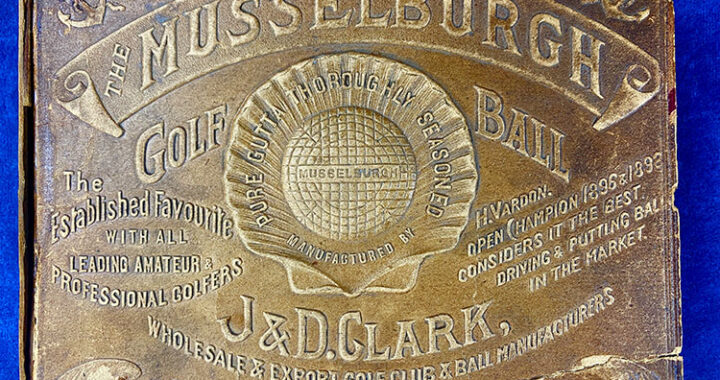 THE MUSSELBURGH
GOLF BALL
PURE GUTTA THOROUGHLY SEASONED
MUSSELBURGH
MANUFACTURED BY
The
Established Favourite
WITH ALL
LEADING AMATEUR &
PROFESSIONAL GOLFERS
H. VARDON.
OPEN CHAMPION 1896 & 1898
CONSIDERS IT THE BEST
DRIVING & PUTTING BALL
IN THE MARKET.
J & D. CLARK,
WHOLESALE & EXPORT GOLF CLUB & BALL MANUFACTURERS